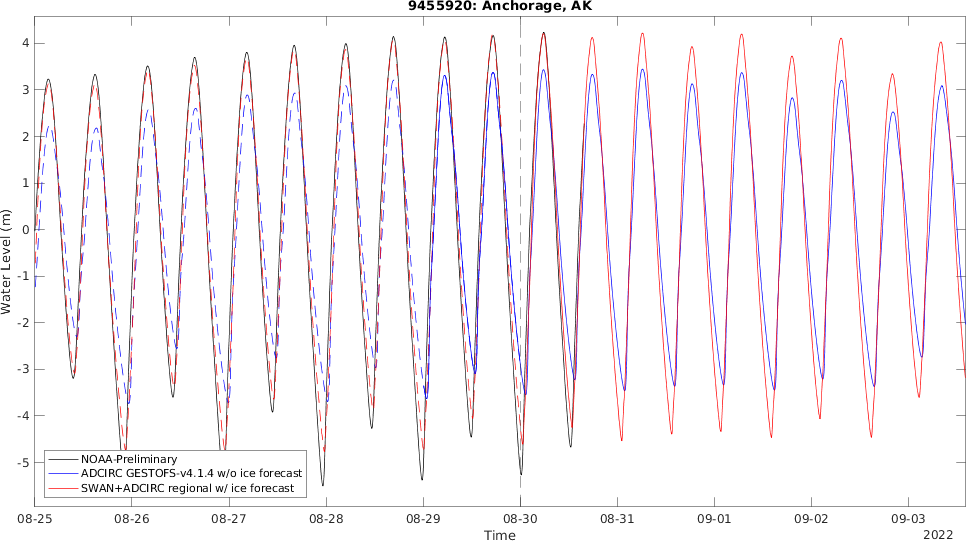 9455920: Anchorage, AK
Water Level (m)
4
3
2
1
0
-1
-2
-3
-4
-5
NOAA-Preliminary
ADCIRC GESTOFS-v4.1.4 w/o ice forecast
SWAN+ADCIRC regional w/ ice forecast
08-25 08-26 08-27 08-28 08-29 08-30 08-31 09-01 09-02 09-03
Time
2022